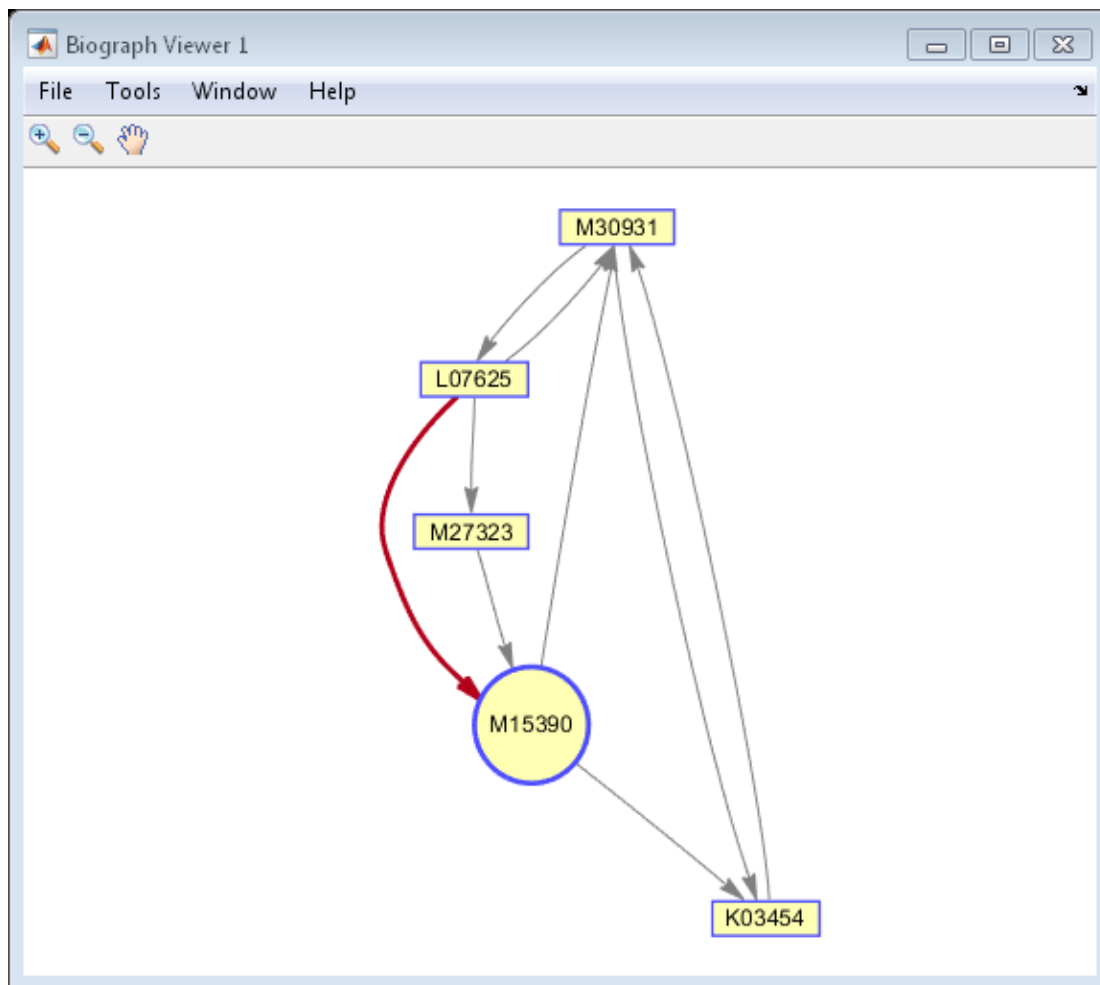 Biograph Viewer 1
File Tools Window Help
M30931
L07625
M27323
M15390
K03454